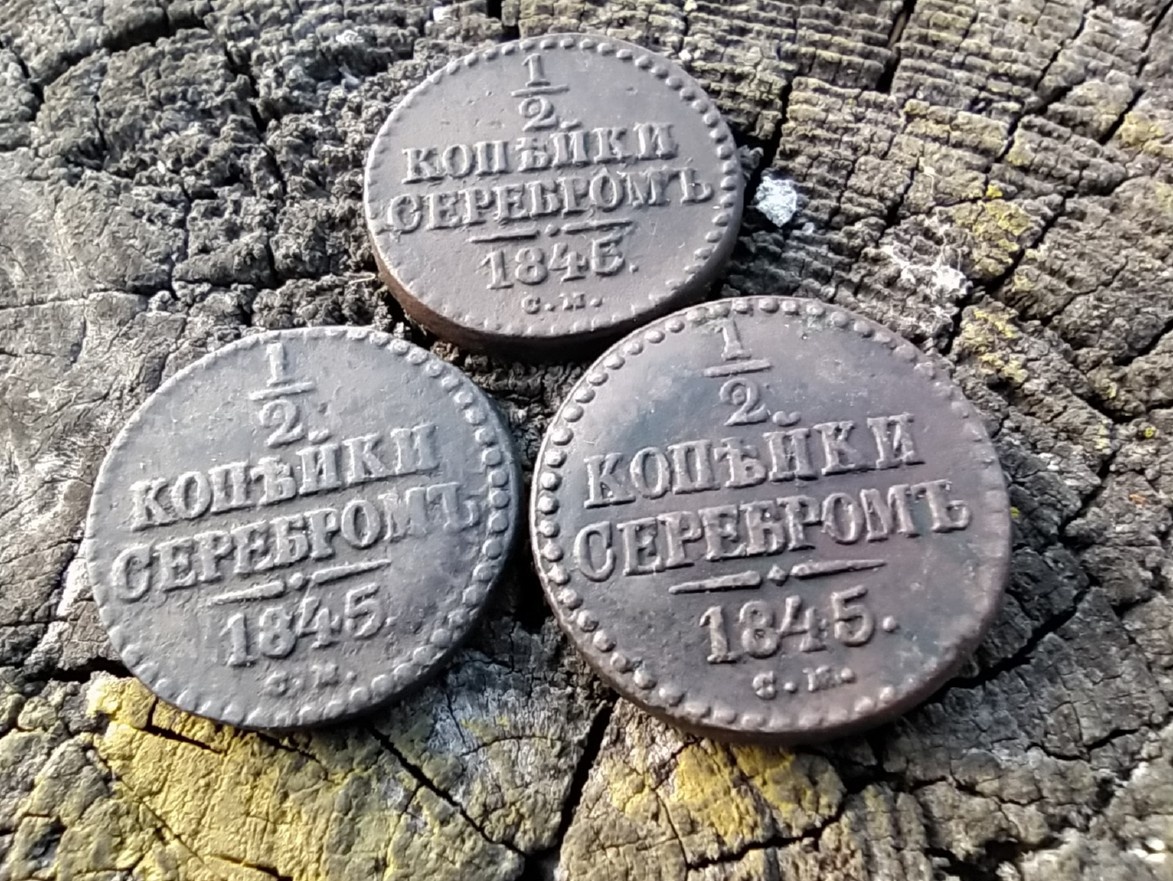 1
2.
КОПѢЙКИ
СЕРЕБРОМЪ
1845.
С.М.
1
2.
КОПѢЙКИ
СЕРЕБРОМЪ
1845.
С.М.
1
2.
КОПѢЙКИ
СЕРЕБРОМЪ
1845.
С.М.